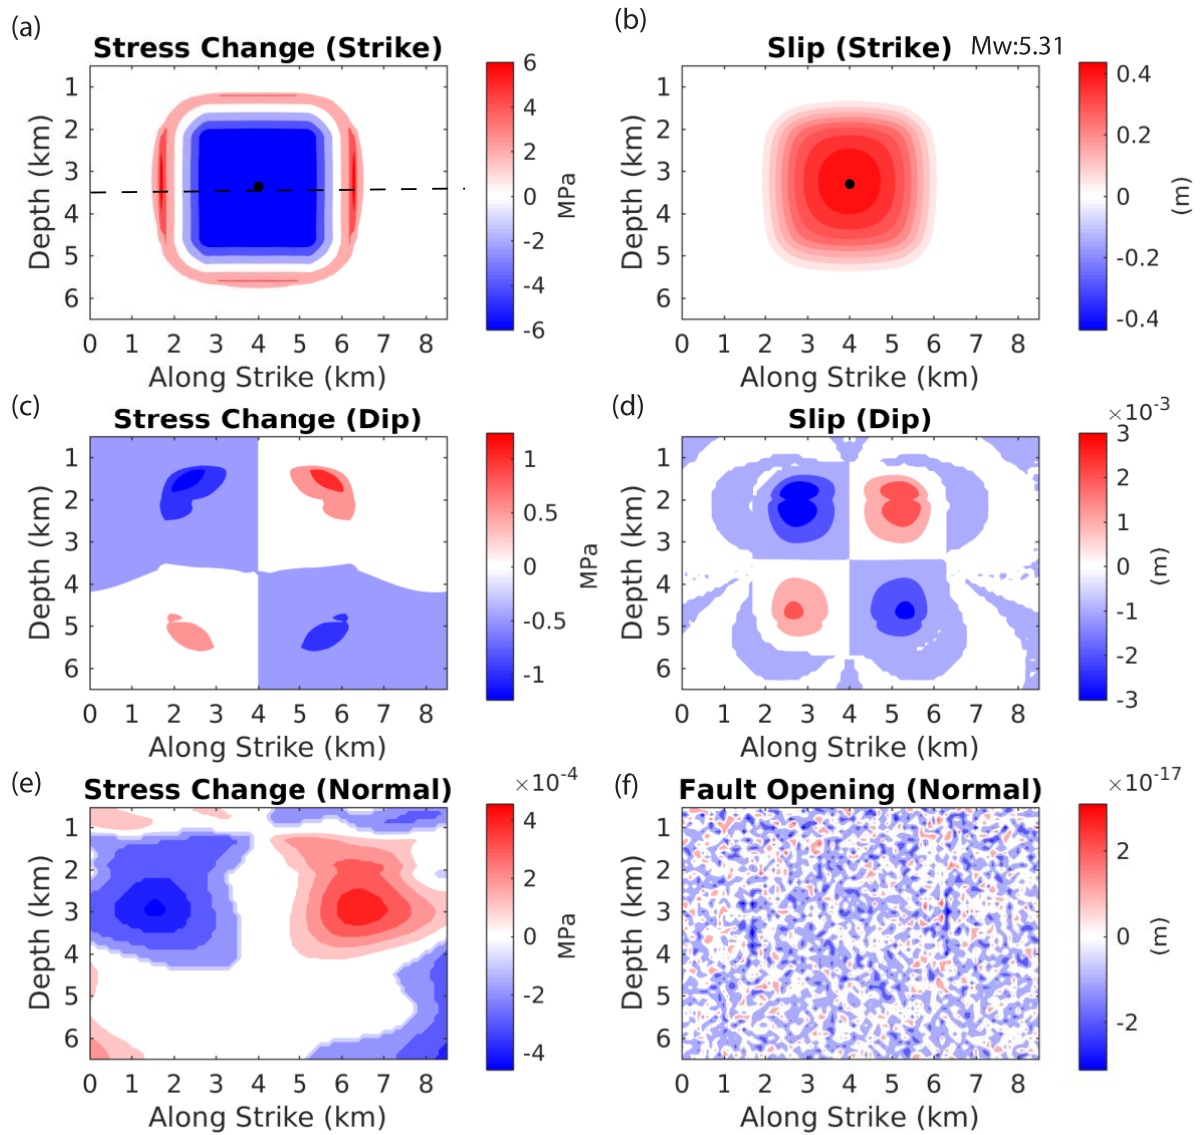 (a)
Stress Change (Strike)
1
2
3
4
5
6
Depth (km)
0 1 2 3 4 5 6 7 8
Along Strike (km)
6
4
2
0
-2
-4
-6
MPa
(b)
Slip (Strike) Mw:5.31
1
2
3
4
5
6
Depth (km)
0 1 2 3 4 5 6 7 8
Along Strike (km)
0.4
0.2
0
-0.2
-0.4
(m)
(c)
Stress Change (Dip)
1
2
3
4
5
6
Depth (km)
0 1 2 3 4 5 6 7 8
Along Strike (km)
1
0.5
0
-0.5
-1
MPa
(d)
Slip (Dip)
×10⁻³
1
2
3
4
5
6
Depth (km)
0 1 2 3 4 5 6 7 8
Along Strike (km)
3
2
1
0
-1
-2
-3
(m)
(e)
Stress Change (Normal)
×10⁻⁴
1
2
3
4
5
6
Depth (km)
0 1 2 3 4 5 6 7 8
Along Strike (km)
4
2
0
-2
-4
MPa
(f)
Fault Opening (Normal)
×10⁻¹⁷
1
2
3
4
5
6
Depth (km)
0 1 2 3 4 5 6 7 8
Along Strike (km)
2
0
-2
(m)